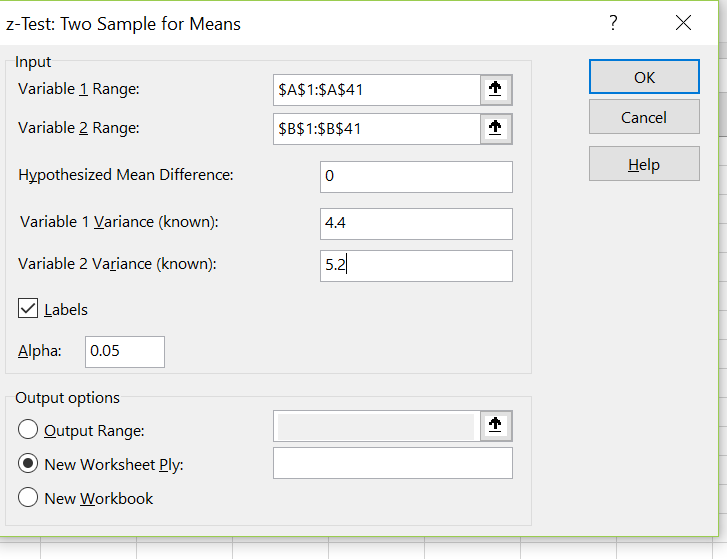 z-Test: Two Sample for Means ?
Input
Variable 1 Range: $A$1:$A$41
Variable 2 Range: $B$1:$B$41
Hypothesized Mean Difference: 0
Variable 1 Variance (known): 4.4
Variable 2 Variance (known): 5.2
Labels
Alpha: 0.05
OK
Cancel
Help
Output options
Output Range:
New Worksheet Ply:
New Workbook